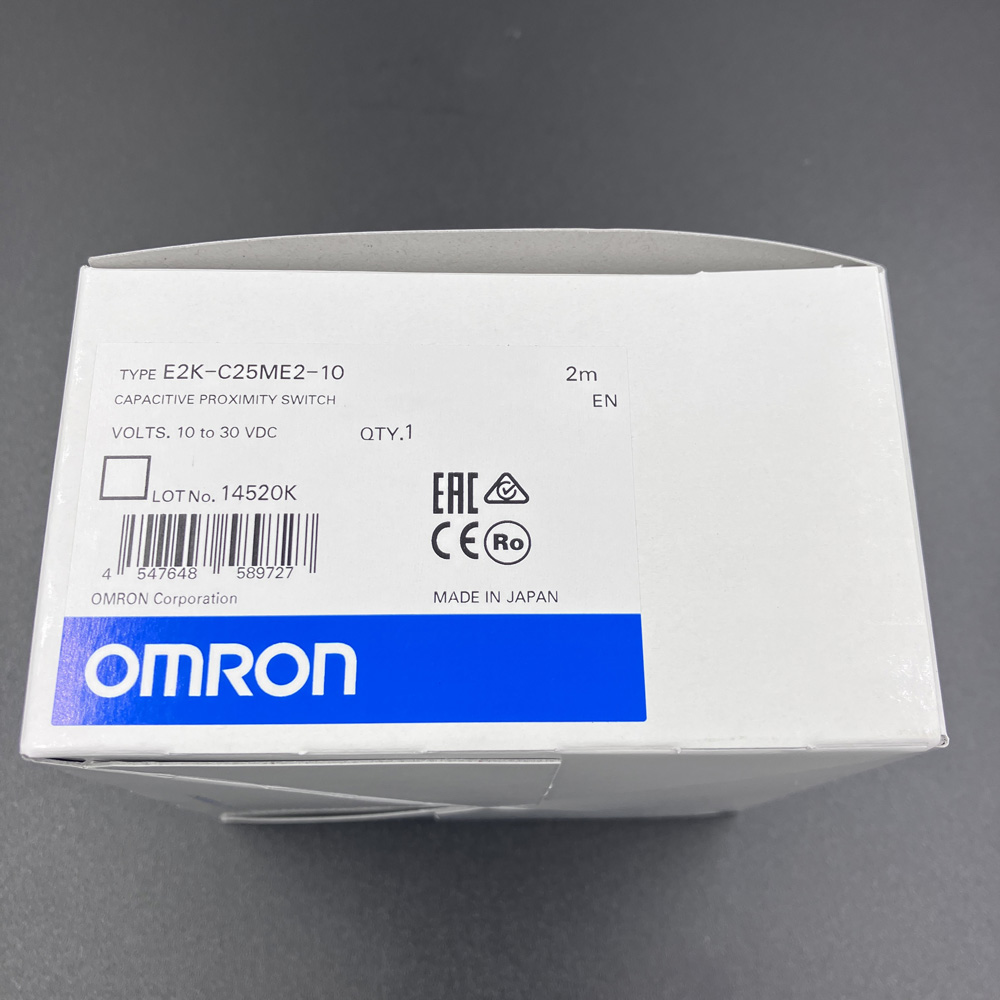 TYPE E2K-C25ME2-10 2m
CAPACITIVE PROXIMITY SWITCH EN
VOLTS. 10 to 30 VDC QTY.1
LOT No. 14520K
EAC
CE Ro
4 547648 589727
OMRON Corporation MADE IN JAPAN
OMRON